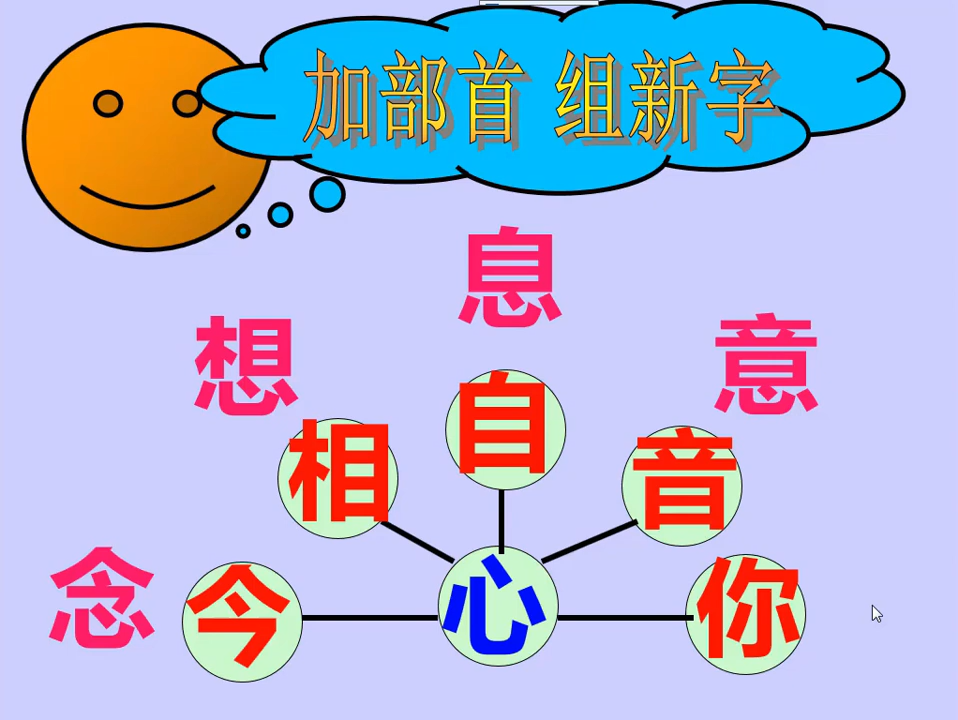 加部首 组新字
息
想
意
自
相
音
念
今
心
你